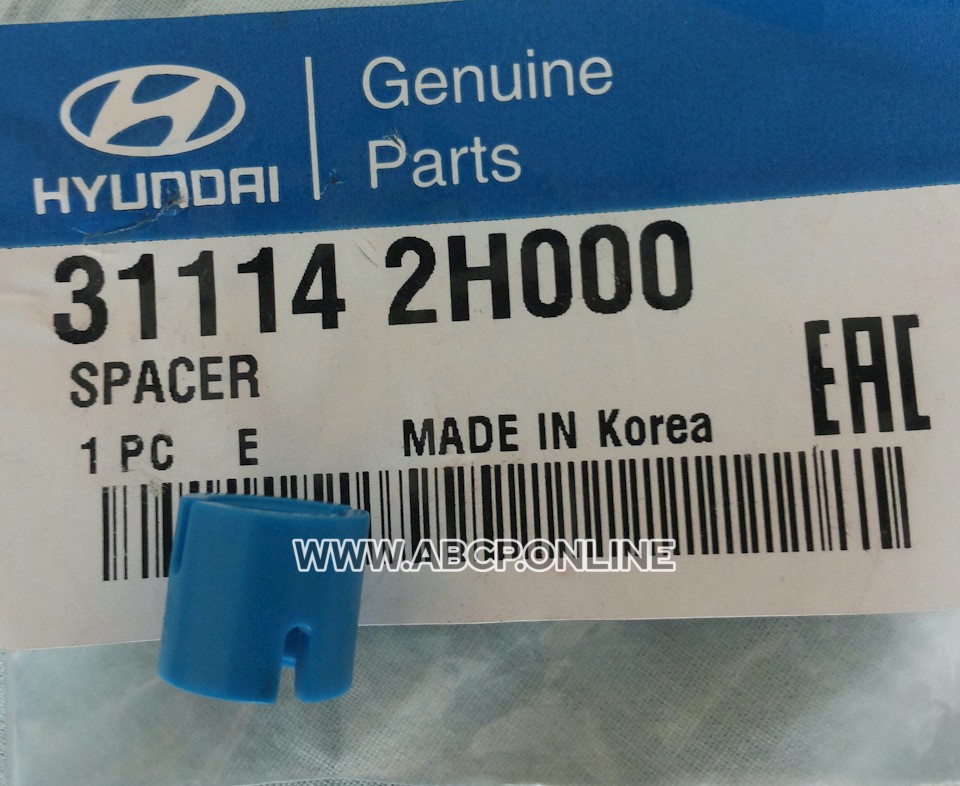 HYUNDAI
Genuine
Parts
31114 2H000
SPACER
1 PC E
MADE IN Korea
EAC
WWW.ABCP.ONLINE